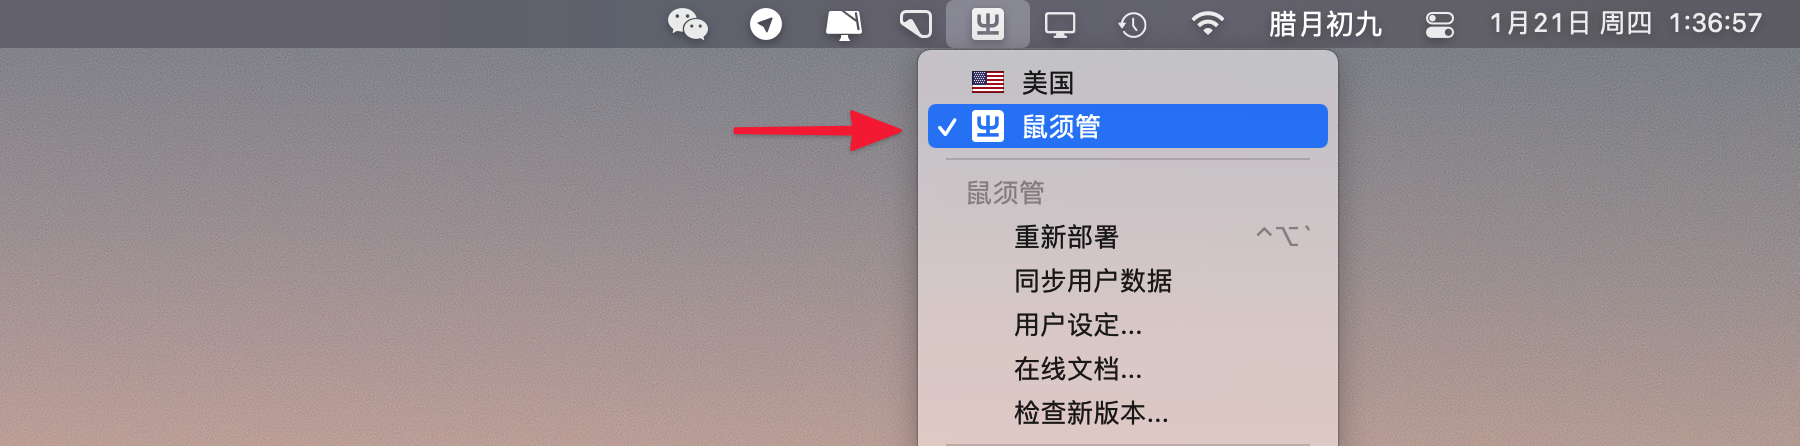 腊月初九 1月21日 周四 1:36:57
美国
鼠须管
鼠须管
重新部署 ^⌥`
同步用户数据
用户设定...
在线文档...
检查新版本...